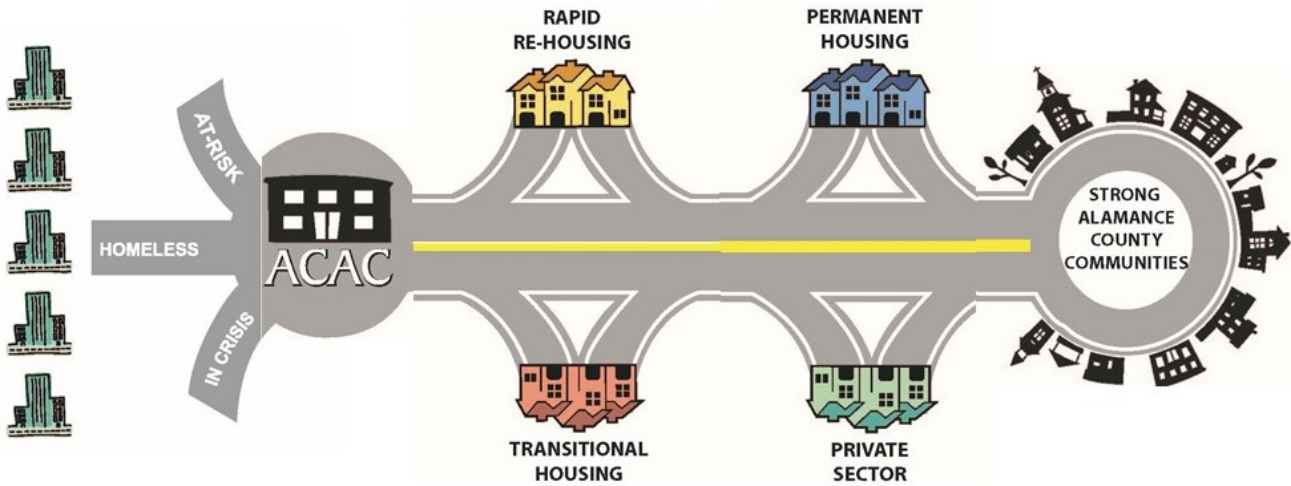 RAPID
RE-HOUSING
PERMANENT
HOUSING
AT-RISK
HOMELESS
IN CRISIS
ACAC
STRONG
ALAMANCE
COUNTY
COMMUNITIES
TRANSITIONAL
HOUSING
PRIVATE
SECTOR